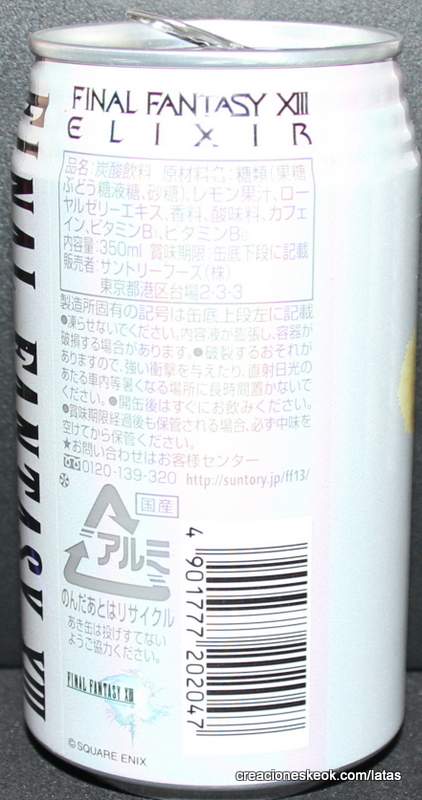 FINAL FANTASY XIII
ELIXIR
品名:炭酸飲料 原材料名:糖類(果糖
ぶどう糖液糖、砂糖)、レモン果汁、ロー
ヤルゼリーエキス、香料、酸味料、カフェ
イン、ビタミンB₆、ビタミンB₂
内容量:350ml 賞味期限:缶底下段に記載
販売者:サントリーフーズ(株)
東京都港区台場2-3-3
製造所固有の記号は缶底上段左に記載
●凍らせないでください。内容液が膨張し、容器が
破損する場合があります。●破裂するおそれが
ありますので、強い衝撃を与えたり、直射日光の
あたる車内等暑くなる場所に長時間置かないで
ください。●開缶後はすぐにお飲みください。
●賞味期限経過後も保管される場合、必ず中味を
空けてから保管ください。
★お問い合わせはお客様センター
0120-139-320 http://suntory.jp/ff13/
国産
アルミ
のんだあとはリサイクル
あき缶は投げすてない
ようご協力ください。
4 901777 202047
FINAL FANTASY XIII
©SQUARE ENIX
FINAL FANTASY XIII
creacioneskeok.com/latas